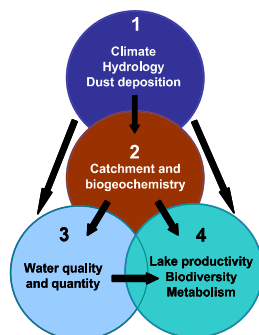 1
Climate
Hydrology
Dust deposition
2
Catchment and
biogeochemistry
3
Water quality
and quantity
4
Lake productivity
Biodiversity
Metabolism